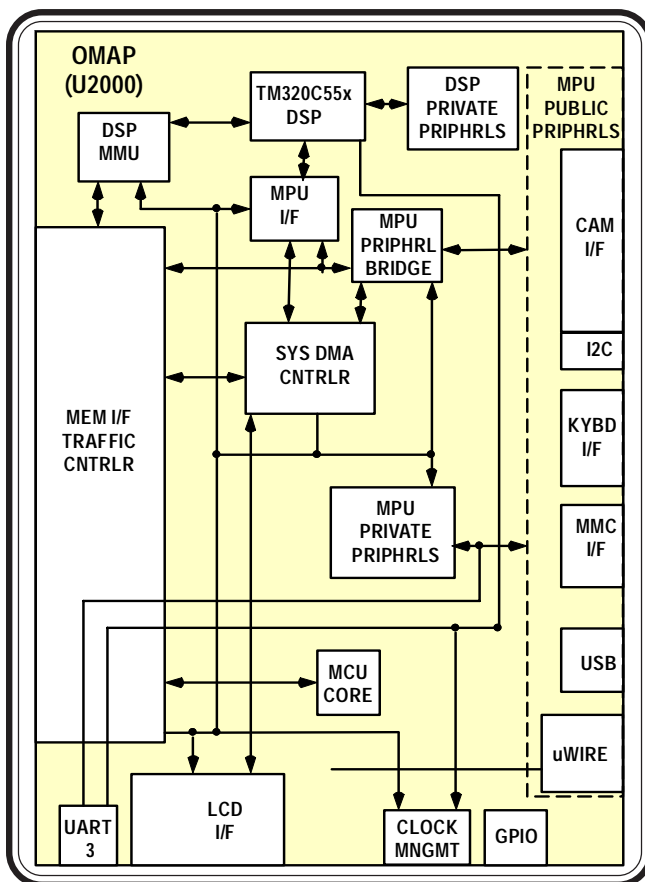 OMAP
(U2000)
TM320C55x
DSP
DSP
PRIVATE
PRIPHRLS
MPU
PUBLIC
PRIPHRLS
DSP
MMU
MPU
I/F
MPU
PRIPHRL
BRIDGE
CAM
I/F
I2C
SYS DMA
CNTRLR
MEM I/F
TRAFFIC
CNTRLR
KYBD
I/F
MPU
PRIVATE
PRIPHRLS
MMC
I/F
MCU
CORE
USB
uWIRE
UART
3
LCD
I/F
CLOCK
MNGMT
GPIO